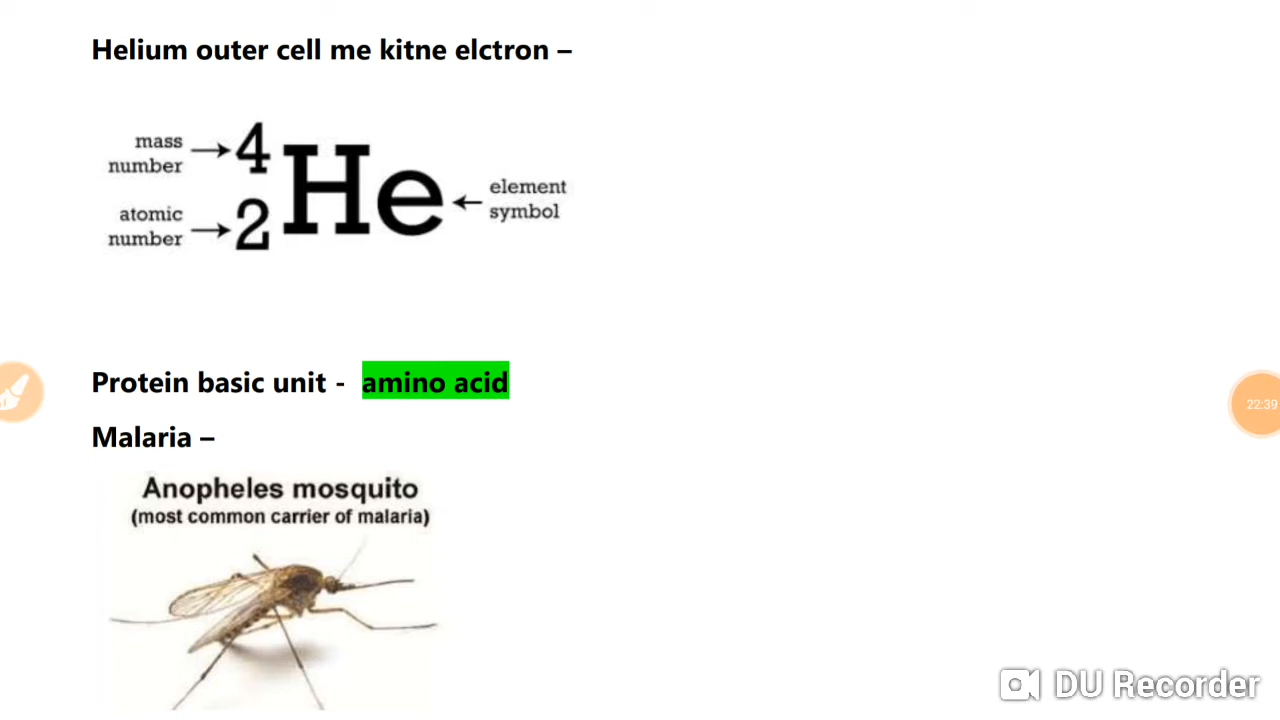 Helium outer cell me kitne elctron –
mass
number
4
He
element
symbol
atomic
number
2
Protein basic unit - amino acid
Malaria –
Anopheles mosquito
(most common carrier of malaria)
22:39
DU Recorder